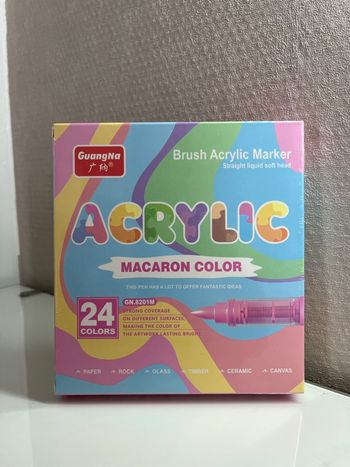 GuangNa
广纳®
Brush Acrylic Marker
Straight liquid soft head
ACRYLIC
MACARON COLOR
THIS PEN HAS A LOT TO OFFER FANTASTIC IDEAS
24
COLORS
GN.8201M
STRONG COVERAGE
ON DIFFERENT SURFACES,
MAKING THE COLOR OF
THE ARTWORK LASTING BRIGHT
PAPER
ROCK
GLASS
TIMBER
CERAMIC
CANVAS